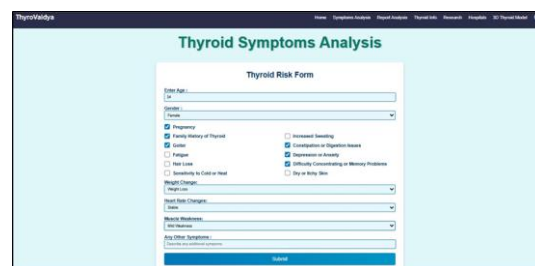 ThyroVaidya
Home Symptoms Analysis Report Analysis Thyroid Info Research Hospitals 3D Thyroid Model
Thyroid Symptoms Analysis
Thyroid Risk Form
Enter Age :
Gender :
Female
Pregnancy
Family History of Thyroid
Increased Sweating
Goiter
Constipation or Digestion Issues
Fatigue
Depression or Anxiety
Hair Loss
Difficulty Concentrating or Memory Problems
Sensitivity to Cold or Heat
Dry or Itchy Skin
Weight Change:
Weight Loss
Heart Rate Changes:
Stable
Muscle Weakness:
Mild Weakness
Any Other Symptoms :
Describe any additional symptoms
Submit